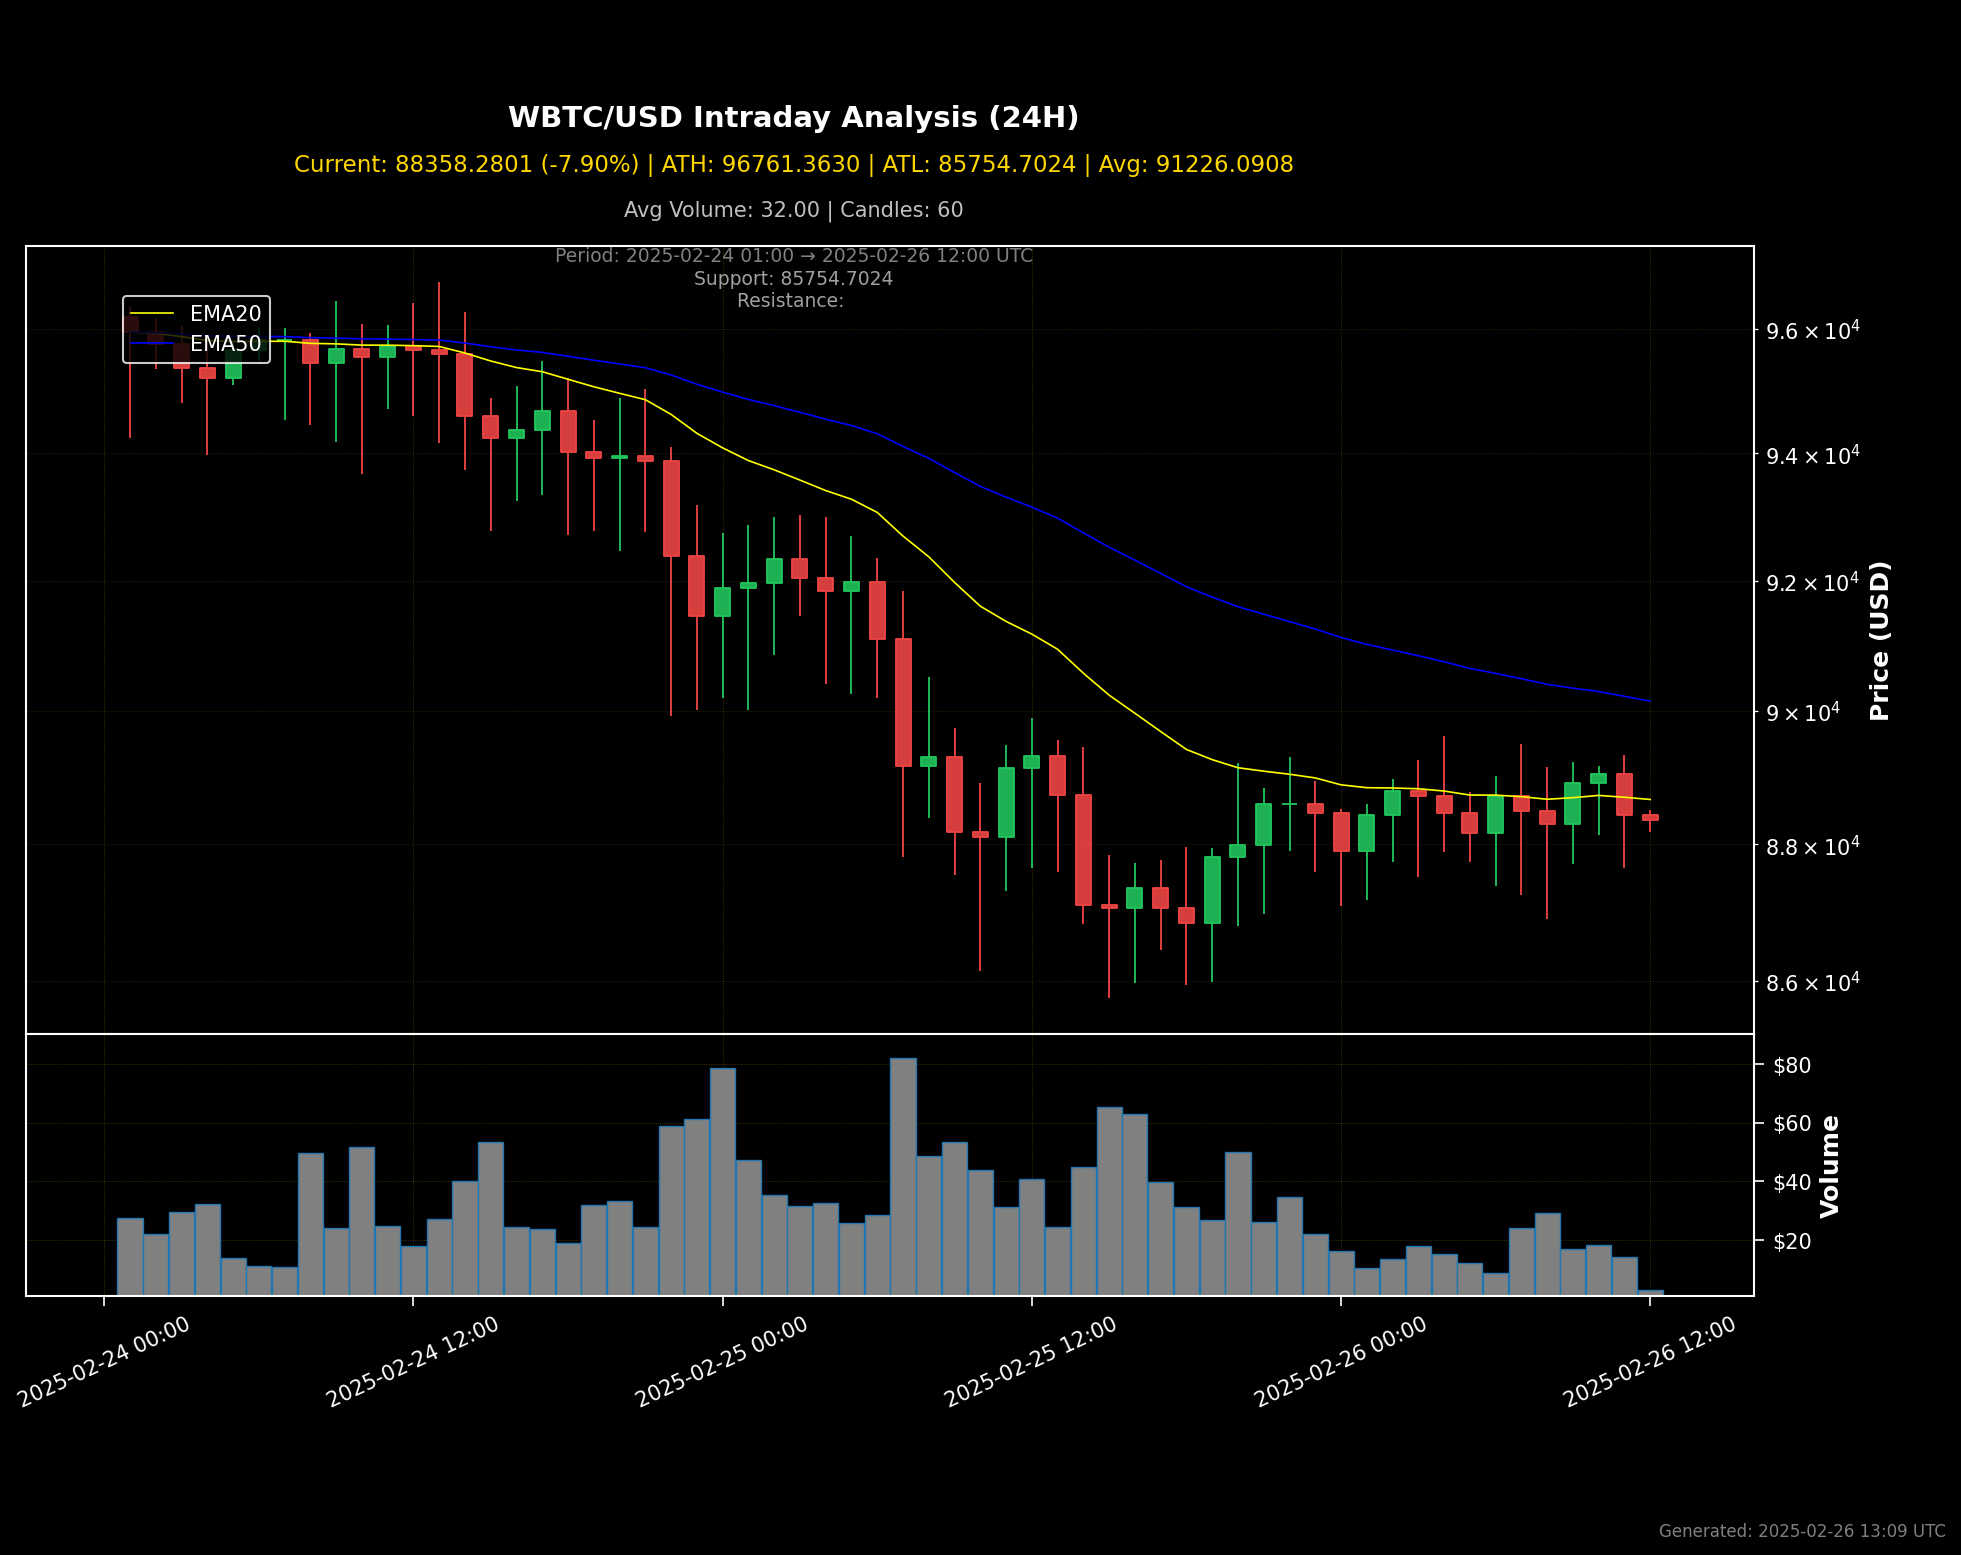 WBTC/USD Intraday Analysis (24H)
Current: 88358.2801 (-7.90%) | ATH: 96761.3630 | ATL: 85754.7024 | Avg: 91226.0908
Avg Volume: 32.00 | Candles: 60
Period: 2025-02-24 01:00 → 2025-02-26 12:00 UTC
Support: 85754.7024
Resistance:
EMA20
EMA50
9.6 × 10⁴
9.4 × 10⁴
9.2 × 10⁴
9 × 10⁴
8.8 × 10⁴
8.6 × 10⁴
Price (USD)
$80
$60
$40
$20
Volume
2025-02-24 00:00
2025-02-24 12:00
2025-02-25 00:00
2025-02-25 12:00
2025-02-26 00:00
2025-02-26 12:00
Generated: 2025-02-26 13:09 UTC